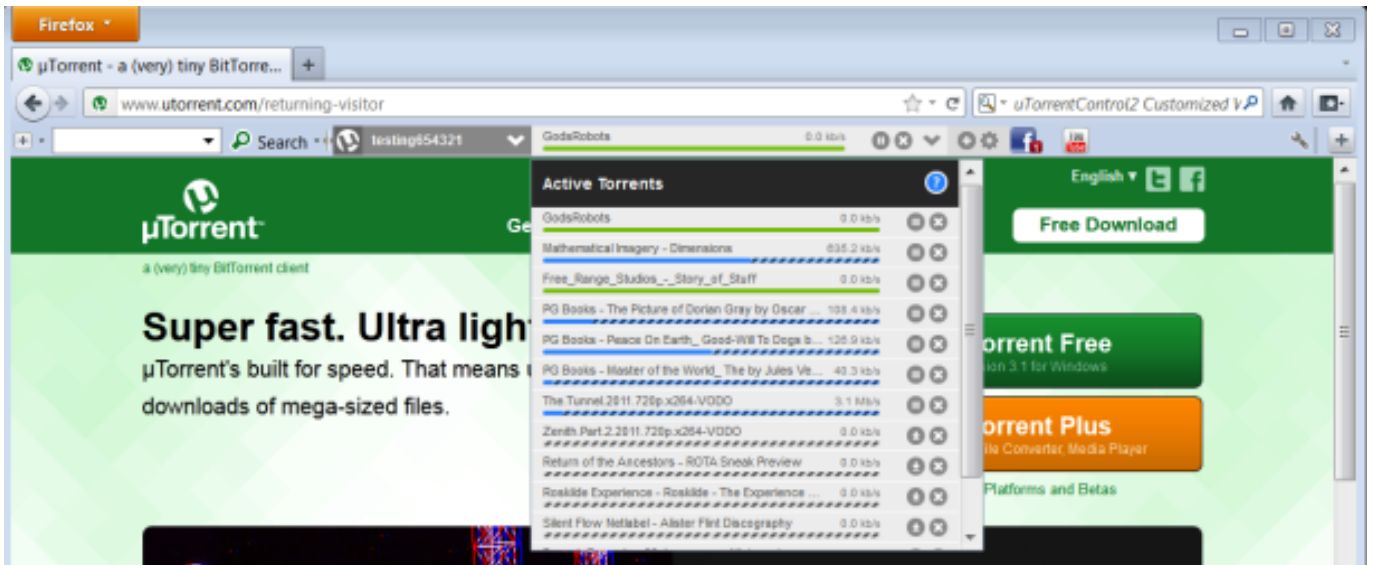 Firefox
µTorrent - a (very) tiny BitTorre...
www.utorrent.com/returning-visitor
uTorrentControl2 Customized V
Search
testing654321
GodsRobots 0.0 kb/s
µTorrent
Ge
English
Free Download
a (very) tiny BitTorrent client
Active Torrents
GodsRobots 0.0 kb/s
Mathematical Imagery - Dimensions 635.2 kb/s
Free_Range_Studios_-_Story_of_Stuff 0.0 kb/s
PG Books - The Picture of Dorian Gray by Oscar ... 108.4 kb/s
PG Books - Peace On Earth_ Good-Will To Dogs b... 126.9 kb/s
PG Books - Master of the World_ The by Jules Ve... 40.3 kb/s
The.Tunnel.2011.720p.x264-VODO 3.1 Mb/s
Zenith.Part.2.2011.720p.x264-VODO 0.0 kb/s
Return of the Ancestors - ROTA Sneak Preview 0.0 kb/s
Roskilde Experience - Roskilde - The Experience ... 0.0 kb/s
Silent Flow Netlabel - Alister Flint Discography 0.0 kb/s
Super fast. Ultra ligh
µTorrent's built for speed. That means u
downloads of mega-sized files.
orrent Free
ion 3.1 for Windows
orrent Plus
ile Converter, Media Player
Platforms and Betas